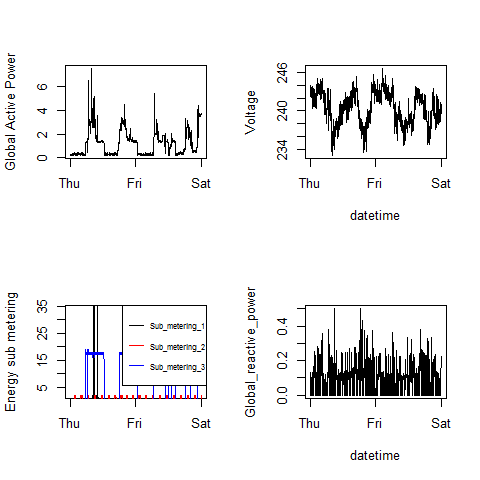 Global Active Power
0 2 4 6
Thu Fri Sat
Voltage
234 240 246
Thu Fri Sat
datetime
Energy sub metering
5 15 25 35
Sub_metering_1
Sub_metering_2
Sub_metering_3
Thu Fri Sat
Global_reactive_power
0.0 0.2 0.4
Thu Fri Sat
datetime